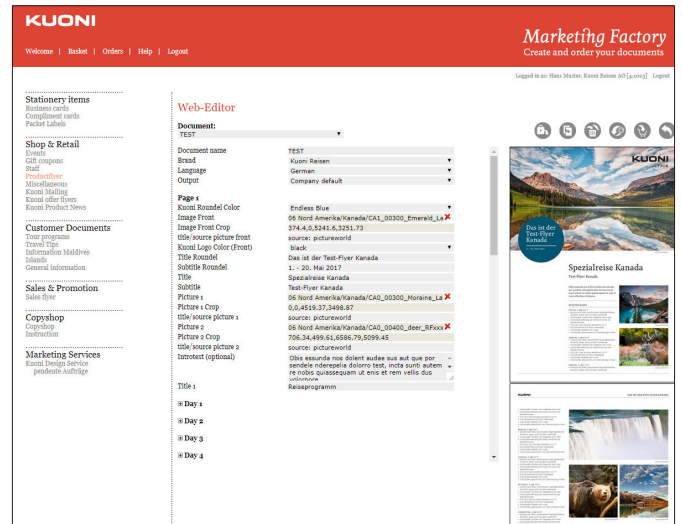 KUONI
Welcome | Basket | Orders | Help | Logout
Marketing Factory
Create and order your documents
Logged in as: Hans Muster, Kuoni Reisen AG [4.1023] Logout
Stationery items
Business cards
Compliment cards
Packet Labels
Shop & Retail
Events
Gift coupons
Staff
Productflyer
Miscellaneous
Kuoni Mailing
Kuoni offer flyers
Kuoni Product News
Customer Documents
Tour programs
Travel Tips
Information Maldives
Islands
General information
Sales & Promotion
Sales flyer
Copyshop
Copyshop
Instruction
Marketing Services
Kuoni Design Service
pendente Aufträge
Web-Editor
Document:
TEST
Document name TEST
Brand Kuoni Reisen
Language German
Output Company default
Page 1
Kuoni Roundel Color Endless Blue
Image Front 06 Nord Amerika/Kanada/CA1_00300_Emerald_La
Image Front Crop 374.4,0,5241.6,3251.73
title/source picture front source: pictureworld
Kuoni Logo Color (Front) black
Title Roundel Das ist der Test-Flyer Kanada
Subtitle Roundel 1. - 20. Mai 2017
Title Spezialreise Kanada
Subtitle Test-Flyer Kanada
Picture 1 06 Nord Amerika/Kanada/CA0_00300_Moraine_La
Picture 1 Crop 0,0,4519.37,3498.87
title/source picture 1 source: pictureworld
Picture 2 06 Nord Amerika/Kanada/CA0_00400_deer_RFxxx
Picture 2 Crop 706.34,499.61,6586.79,5099.45
title/source picture 2 source: pictureworld
Introtext (optional) Obis essunda nos dolent audae sus aut que por
sendele nderepelia dolorro test, incta sunti autem
re nobis quiassequam ut enis et rem vellis dus
volorpore
Title 1 Reiseprogramm
Day 1
Day 2
Day 3
Day 4
KUONI
Das ist der
Test-Flyer
Kanada
Spezialreise Kanada
Test-Flyer Kanada
KUONI